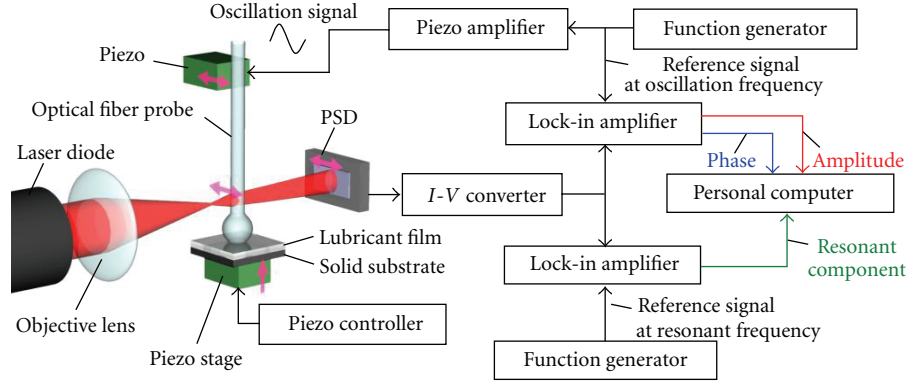 Oscillation signal
Piezo amplifier
Function generator
Piezo
Reference signal
at oscillation frequency
Optical fiber probe
PSD
Lock-in amplifier
Laser diode
Phase
Amplitude
I-V converter
Personal computer
Lubricant film
Solid substrate
Lock-in amplifier
Resonant
component
Objective lens
Piezo controller
Reference signal
at resonant frequency
Piezo stage
Function generator